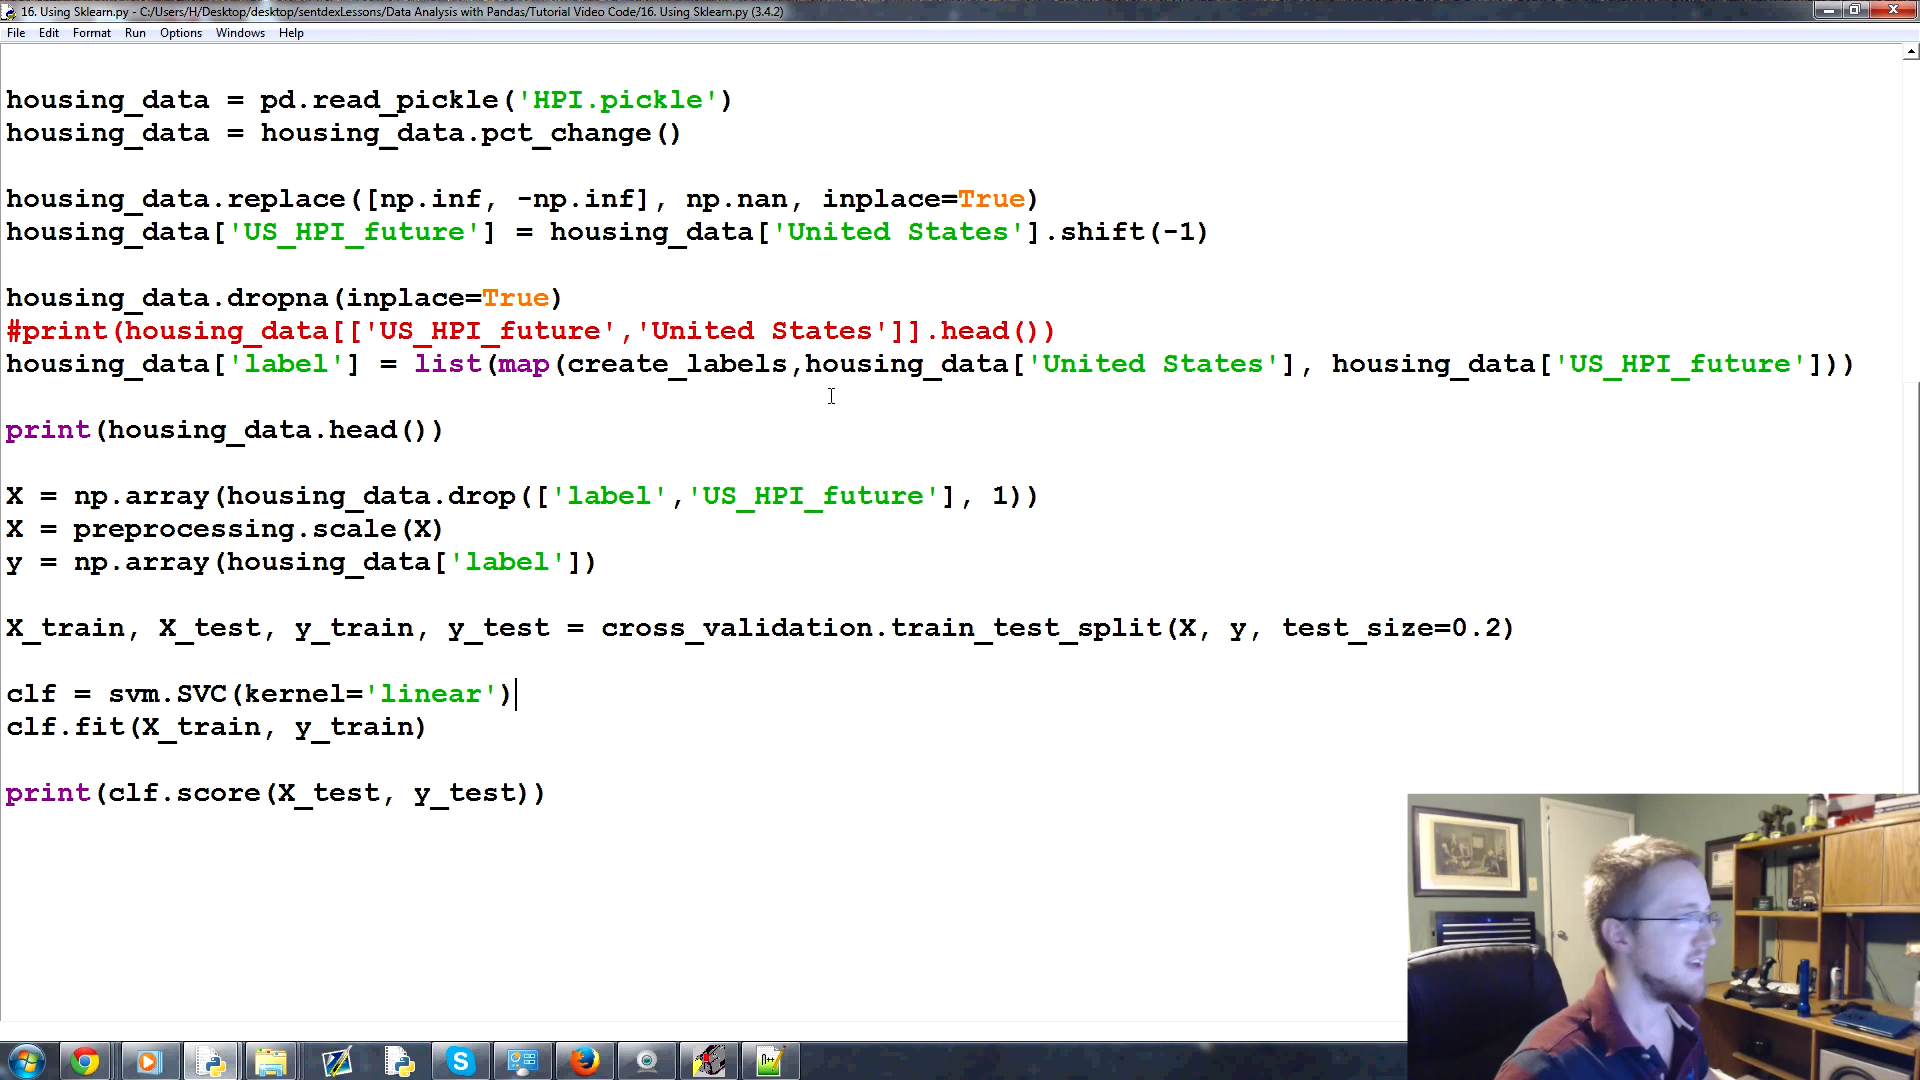 16. Using Sklearn.py - C:/Users/H/Desktop/desktop/sentdexLessons/Data Analysis with Pandas/Tutorial Video Code/16. Using Sklearn.py (3.4.2)
File Edit Format Run Options Windows Help
housing_data = pd.read_pickle('HPI.pickle')
housing_data = housing_data.pct_change()
housing_data.replace([np.inf, -np.inf], np.nan, inplace=True)
housing_data['US_HPI_future'] = housing_data['United States'].shift(-1)
housing_data.dropna(inplace=True)
#print(housing_data[['US_HPI_future','United States']].head())
housing_data['label'] = list(map(create_labels,housing_data['United States'], housing_data['US_HPI_future']))
print(housing_data.head())
X = np.array(housing_data.drop(['label','US_HPI_future'], 1))
X = preprocessing.scale(X)
y = np.array(housing_data['label'])
X_train, X_test, y_train, y_test = cross_validation.train_test_split(X, y, test_size=0.2)
clf = svm.SVC(kernel='linear')
clf.fit(X_train, y_train)
print(clf.score(X_test, y_test))